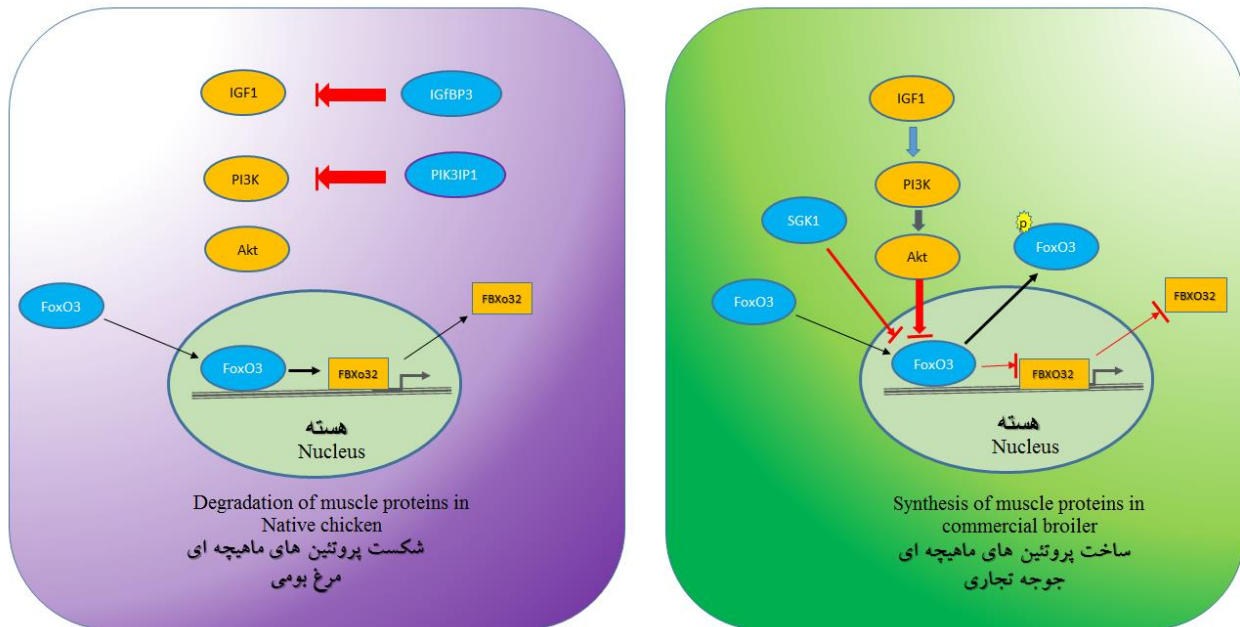 IGF1
IGfBP3
PI3K
PIK3IP1
Akt
FoxO3
FBXo32
FoxO3
FBXo32
هسته
Nucleus
Degradation of muscle proteins in
Native chicken
شکست پروتئین های ماهیچه ای
مرغ بومی
IGF1
PI3K
SGK1
p
FoxO3
Akt
FoxO3
FBXO32
FoxO3
FBXO32
هسته
Nucleus
Synthesis of muscle proteins in
commercial broiler
ساخت پروتئین های ماهیچه ای
جوجه تجاری